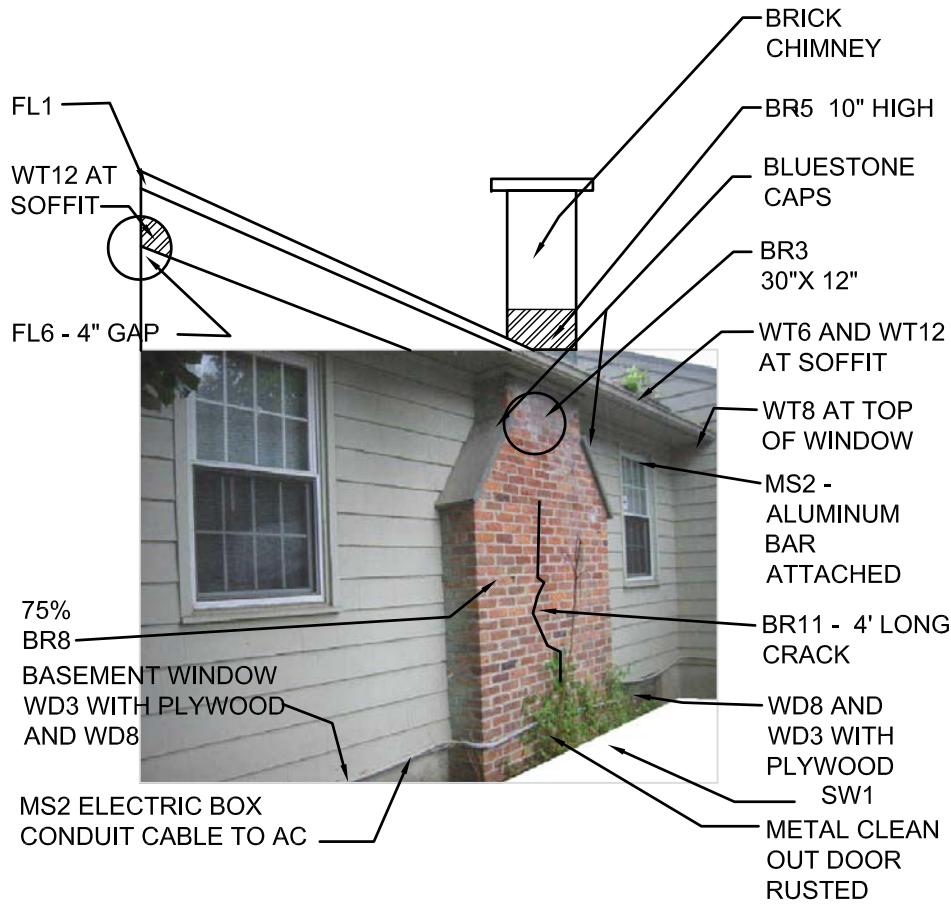 BRICK
CHIMNEY
FL1
BR5 10" HIGH
WT12 AT
SOFFIT
BLUESTONE
CAPS
BR3
30"X 12"
FL6 - 4" GAP
WT6 AND WT12
AT SOFFIT
WT8 AT TOP
OF WINDOW
MS2 -
ALUMINUM
BAR
ATTACHED
75%
BR8
BR11 - 4' LONG
CRACK
BASEMENT WINDOW
WD3 WITH PLYWOOD
AND WD8
WD8 AND
WD3 WITH
PLYWOOD
SW1
MS2 ELECTRIC BOX
CONDUIT CABLE TO AC
METAL CLEAN
OUT DOOR
RUSTED